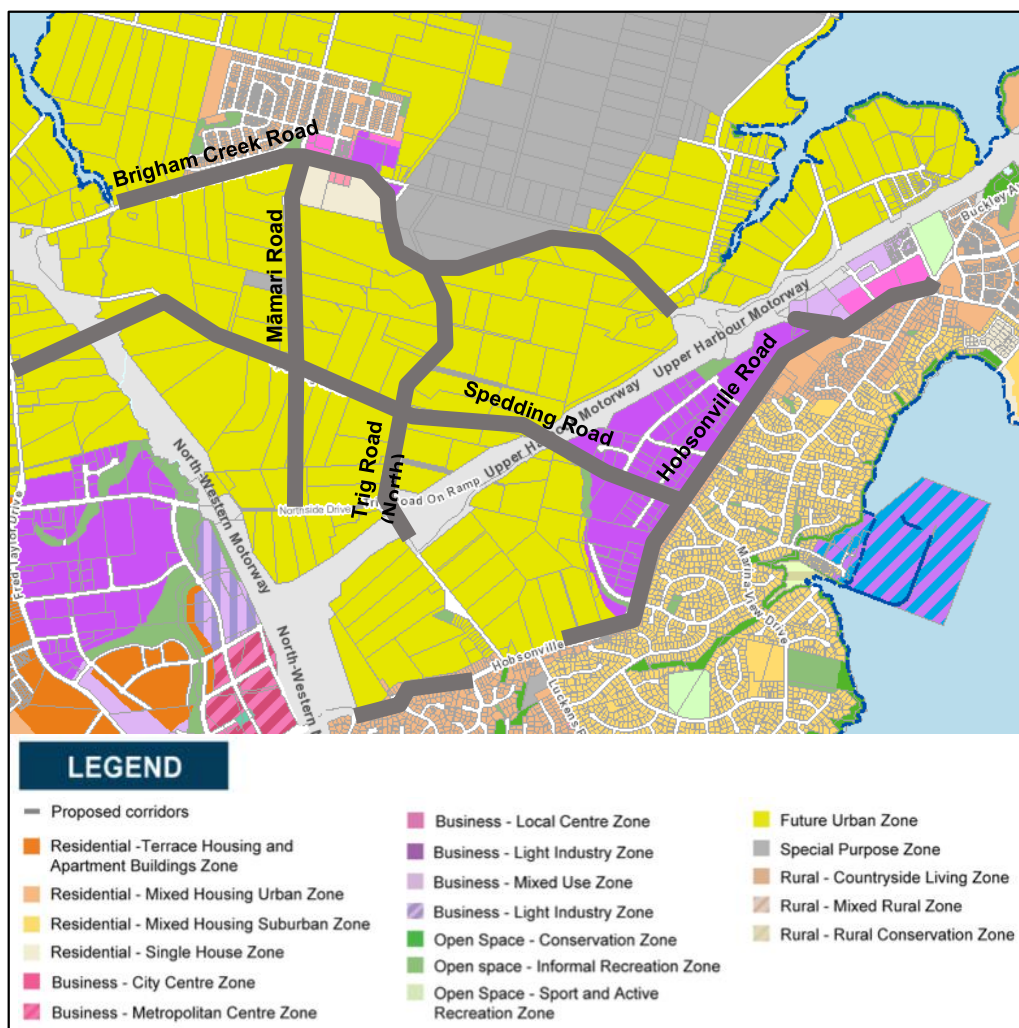 Brigham Creek Road
Māmari Road
Buckley Av
Upper Harbour Motorway
Upper Harbour Motorway
Spedding Road
Hobsonville Road
Trig Road
(North)
Northside Drive
Road On Ramp
North-Western Motorway
Fred Taylor Drive
North-Western M
Hobsonville
Luckens R
Marina View Drive
LEGEND
Proposed corridors
Residential -Terrace Housing and
Apartment Buildings Zone
Residential - Mixed Housing Urban Zone
Residential - Mixed Housing Suburban Zone
Residential - Single House Zone
Business - City Centre Zone
Business - Metropolitan Centre Zone
Business - Local Centre Zone
Business - Light Industry Zone
Business - Mixed Use Zone
Business - Light Industry Zone
Open Space - Conservation Zone
Open space - Informal Recreation Zone
Open Space - Sport and Active
Recreation Zone
Future Urban Zone
Special Purpose Zone
Rural - Countryside Living Zone
Rural - Mixed Rural Zone
Rural - Rural Conservation Zone